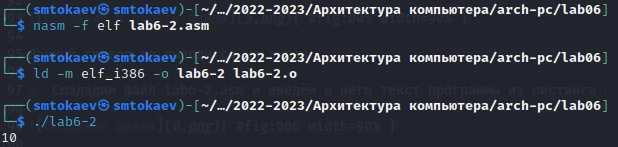 ┌──(smtokaev㉿smtokaev)-[~/…/2022-2023/Архитектура компьютера/arch-pc/lab06]
└─$ nasm -f elf lab6-2.asm
┌──(smtokaev㉿smtokaev)-[~/…/2022-2023/Архитектура компьютера/arch-pc/lab06]
└─$ ld -m elf_i386 -o lab6-2 lab6-2.o
┌──(smtokaev㉿smtokaev)-[~/…/2022-2023/Архитектура компьютера/arch-pc/lab06]
└─$ ./lab6-2
10